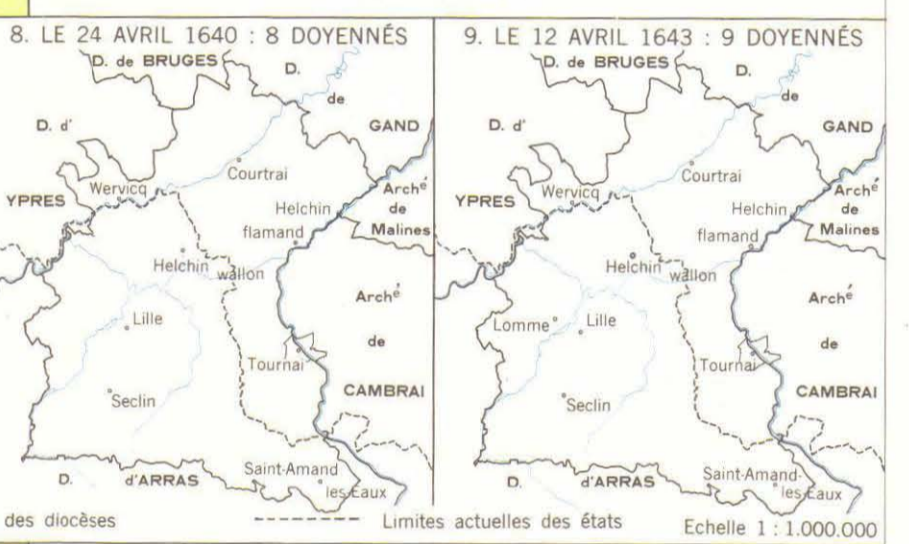 8. LE 24 AVRIL 1640 : 8 DOYENNÉS
D. de BRUGES
D.
de
GAND
D. d'
YPRES
Wervicq
Courtrai
Helchin
flamand
Arché
de
Malines
Helchin wallon
Lille
Arché
de
CAMBRAI
Tournai
Seclin
Saint-Amand
les Eaux
D. d'ARRAS
9. LE 12 AVRIL 1643 : 9 DOYENNÉS
D. de BRUGES
D.
de
GAND
D. d'
YPRES
Wervicq
Courtrai
Helchin
flamand
Arché
de
Malines
Helchin wallon
Lomme
Lille
Arché
de
CAMBRAI
Tournai
Seclin
Saint-Amand-
les Eaux
D. d'ARRAS
des diocèses
Limites actuelles des états
Echelle 1 : 1.000.000